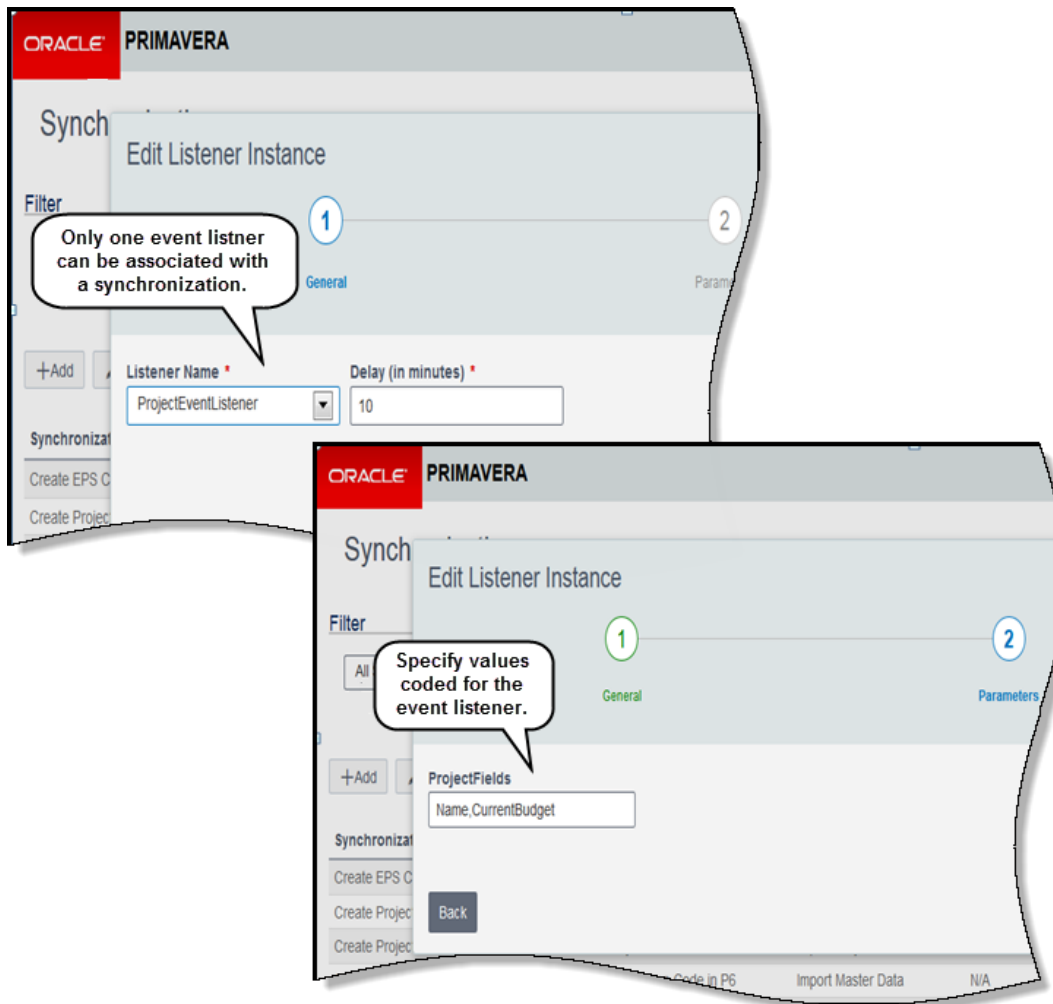 ORACLE PRIMAVERA
Synch
Edit Listener Instance
Filter
1
2
Only one event listner
can be associated with
a synchronization.
General
Param
+Add
Listener Name *
Delay (in minutes) *
ProjectEventListener
10
Synchronizat
Create EPS C
Create Projec
ORACLE PRIMAVERA
Synch
Edit Listener Instance
Filter
1
2
All
Specify values
coded for the
event listener.
General
Parameters
+Add
ProjectFields
Name,CurrentBudget
Synchronizat
Create EPS C
Create Projec
Back
Create Projec
Code in P6
Import Master Data
N/A